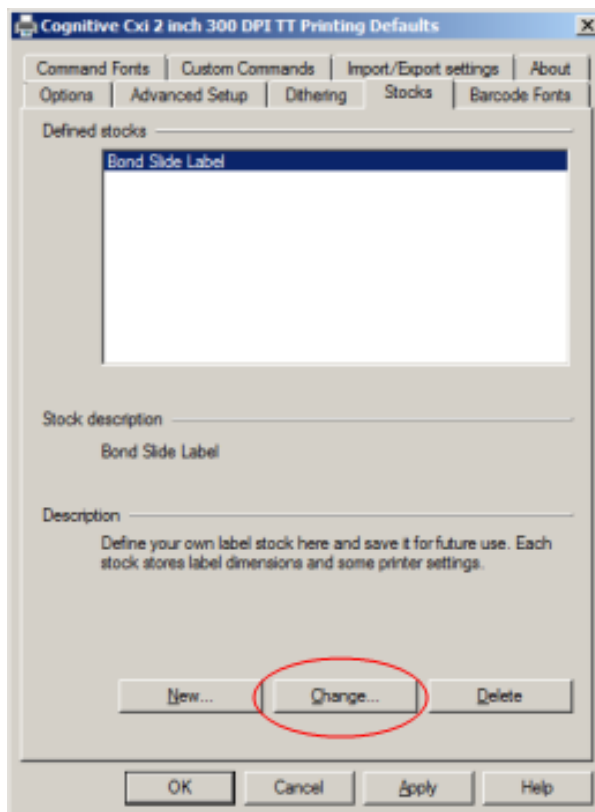 Cognitive Cxi 2 inch 300 DPI TT Printing Defaults
Command Fonts Custom Commands Import/Export settings About
Options Advanced Setup Dithering Stocks Barcode Fonts
Defined stocks
Bond Slide Label
Stock description
Bond Slide Label
Description
Define your own label stock here and save it for future use. Each
stock stores label dimensions and some printer settings.
New... Change... Delete
OK Cancel Apply Help